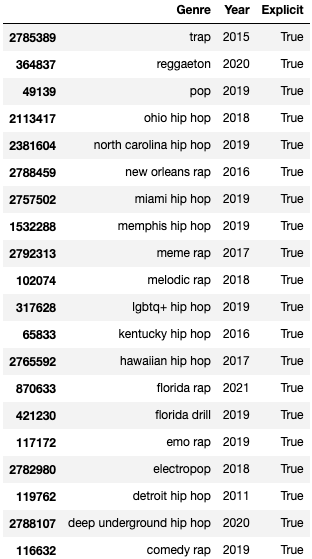 Genre Year Explicit
2785389 trap 2015 True
364837 reggaeton 2020 True
49139 pop 2019 True
2113417 ohio hip hop 2018 True
2381604 north carolina hip hop 2019 True
2788459 new orleans rap 2016 True
2757502 miami hip hop 2019 True
1532288 memphis hip hop 2019 True
2792313 meme rap 2017 True
102074 melodic rap 2018 True
317628 lgbtq+ hip hop 2019 True
65833 kentucky hip hop 2016 True
2765592 hawaiian hip hop 2017 True
870633 florida rap 2021 True
421230 florida drill 2019 True
117172 emo rap 2019 True
2782980 electropop 2018 True
119762 detroit hip hop 2011 True
2788107 deep underground hip hop 2020 True
116632 comedy rap 2019 True